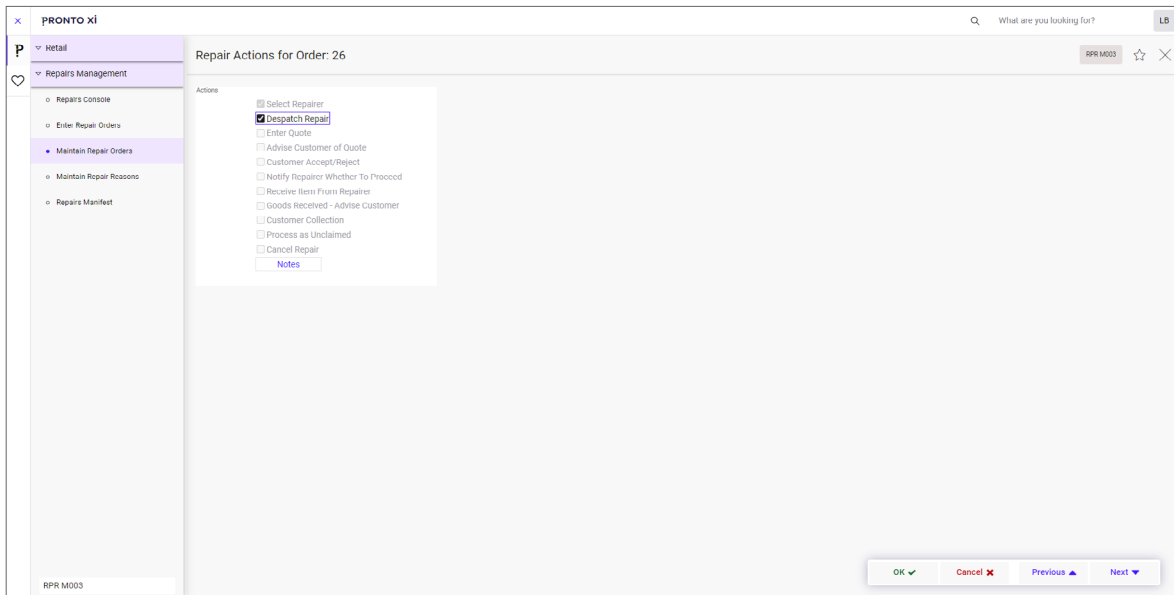 PRONTO XI
What are you looking for?
LB
Retail
Repairs Management
Repairs Console
Enter Repair Orders
Maintain Repair Orders
Maintain Repair Reasons
Repairs Manifest
RPR M003
Repair Actions for Order: 26
RPR M003
Actions
Select Repairer
Despatch Repair
Enter Quote
Advise Customer of Quote
Customer Accept/Reject
Notify Repairer Whether To Proceed
Receive Item From Repairer
Goods Received - Advise Customer
Customer Collection
Process as Unclaimed
Cancel Repair
Notes
OK
Cancel
Previous
Next